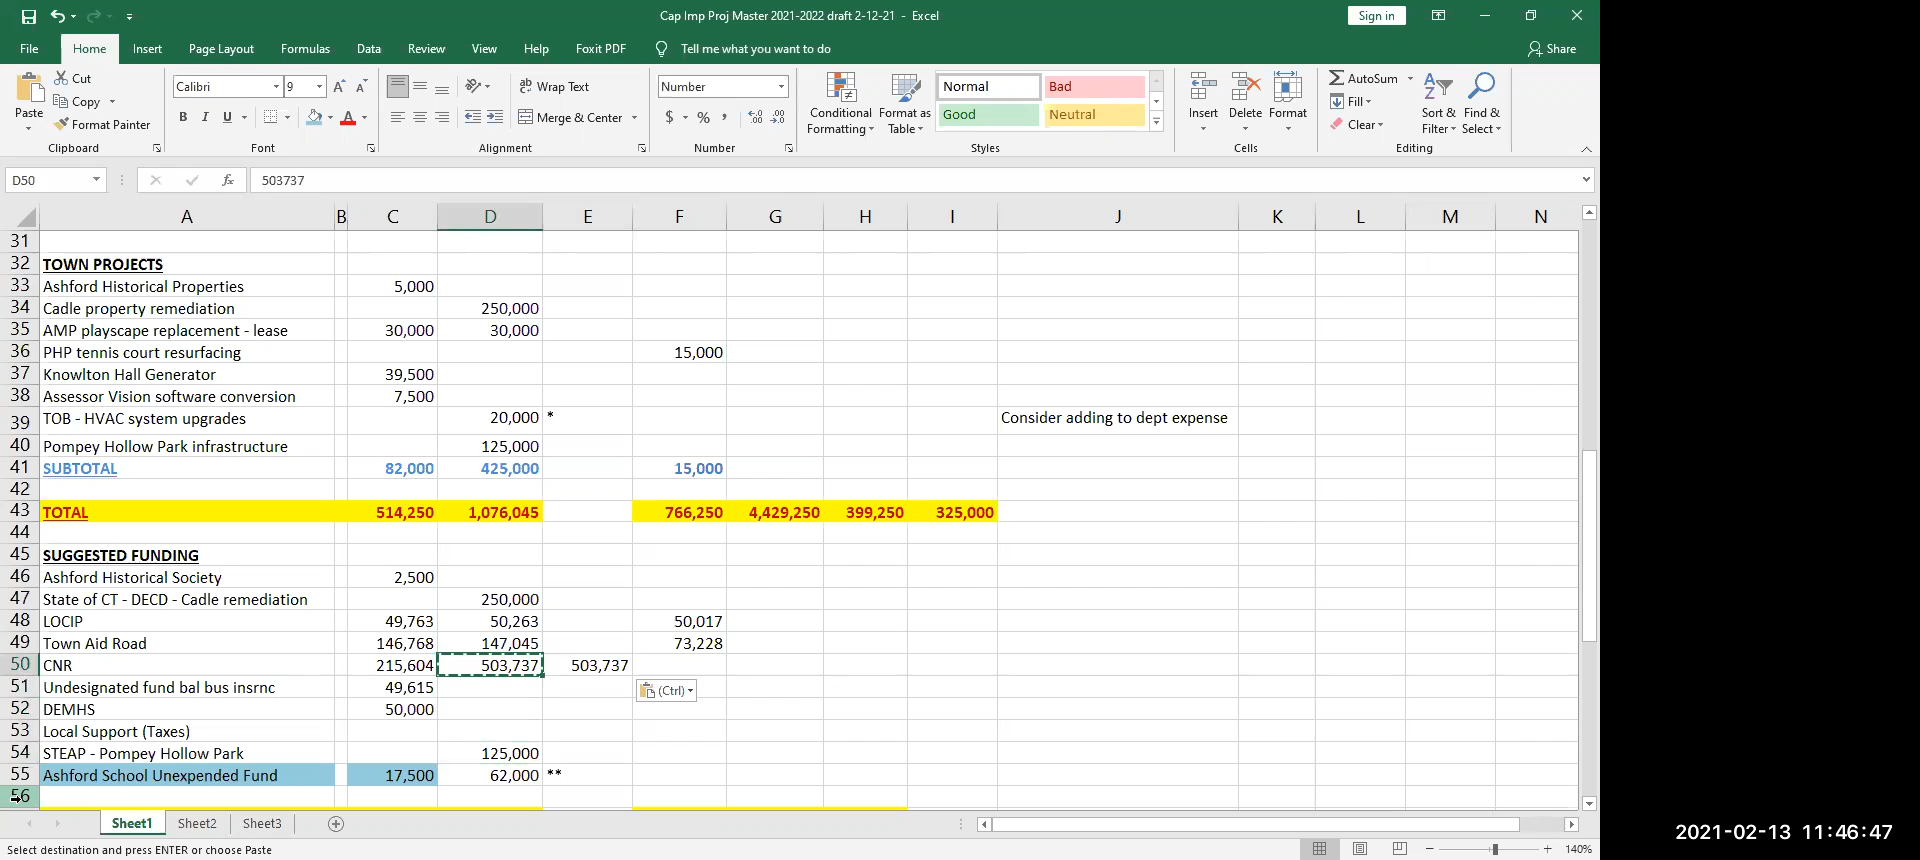 Cap Imp Proj Master 2021-2022 draft 2-12-21 - Excel
Sign in
File Home Insert Page Layout Formulas Data Review View Help Foxit PDF Tell me what you want to do Share
Paste Cut Copy Format Painter
Calibri 9 A A
B I U A
Wrap Text
Merge & Center
Number
$ % ,
Conditional Formatting
Format as Table
Normal Bad
Good Neutral
Insert Delete Format
AutoSum
Fill
Clear
Sort & Filter
Find & Select
Clipboard Font Alignment Number Styles Cells Editing
D50 fx 503737
A B C D E F G H I J K L M N
31
32 TOWN PROJECTS
33 Ashford Historical Properties 5,000
34 Cadle property remediation 250,000
35 AMP playscape replacement - lease 30,000 30,000
36 PHP tennis court resurfacing 15,000
37 Knowlton Hall Generator 39,500
38 Assessor Vision software conversion 7,500
39 TOB - HVAC system upgrades 20,000 * Consider adding to dept expense
40 Pompey Hollow Park infrastructure 125,000
41 SUBTOTAL 82,000 425,000 15,000
42
43 TOTAL 514,250 1,076,045 766,250 4,429,250 399,250 325,000
44
45 SUGGESTED FUNDING
46 Ashford Historical Society 2,500
47 State of CT - DECD - Cadle remediation 250,000
48 LOCIP 49,763 50,263 50,017
49 Town Aid Road 146,768 147,045 73,228
50 CNR 215,604 503,737 503,737
51 Undesignated fund bal bus insrnc 49,615 (Ctrl)
52 DEMHS 50,000
53 Local Support (Taxes)
54 STEAP - Pompey Hollow Park 125,000
55 Ashford School Unexpended Fund 17,500 62,000 **
56
Sheet1 Sheet2 Sheet3
Select destination and press ENTER or choose Paste
140%
2021-02-13 11:46:47